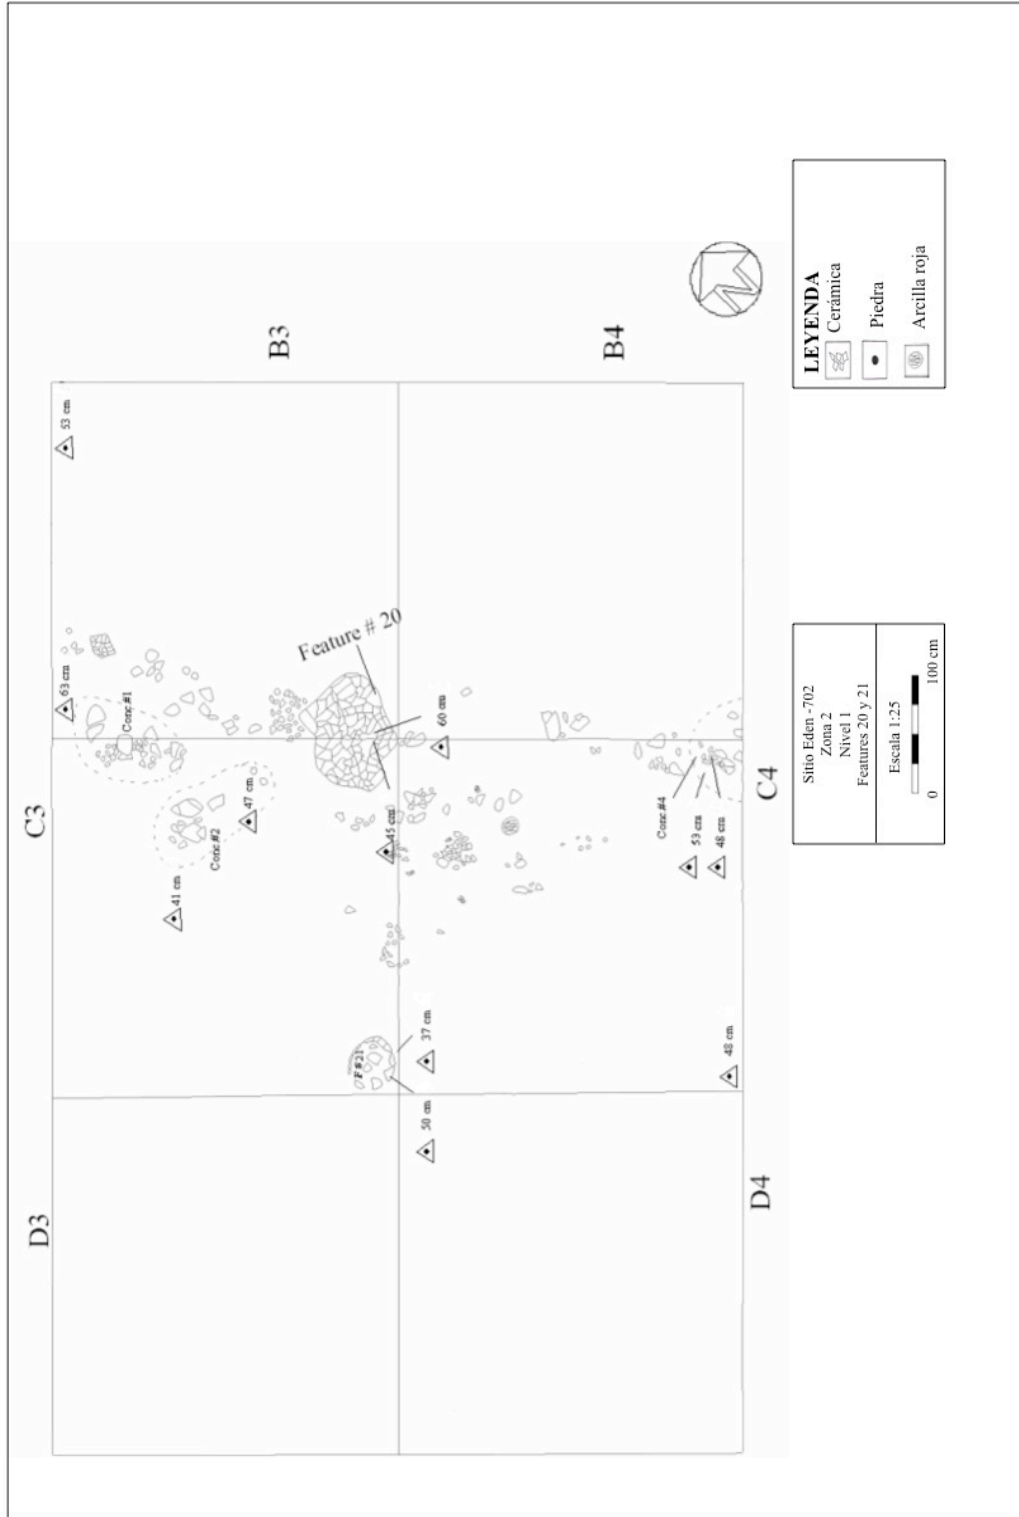 C3
D3
B3
B4
C4
D4
53 cm
63 cm
Conc.#1
Feature # 20
60 cm
47 cm
Conc.#2
41 cm
45 cm
F#21
37 cm
50 cm
Conc.#4
53 cm
48 cm
48 cm
LEYENDA
Cerámica
Piedra
Arcilla roja
Sitio Eden -702
Zona 2
Nivel 1
Features 20 y 21
Escala 1:25
0 100 cm